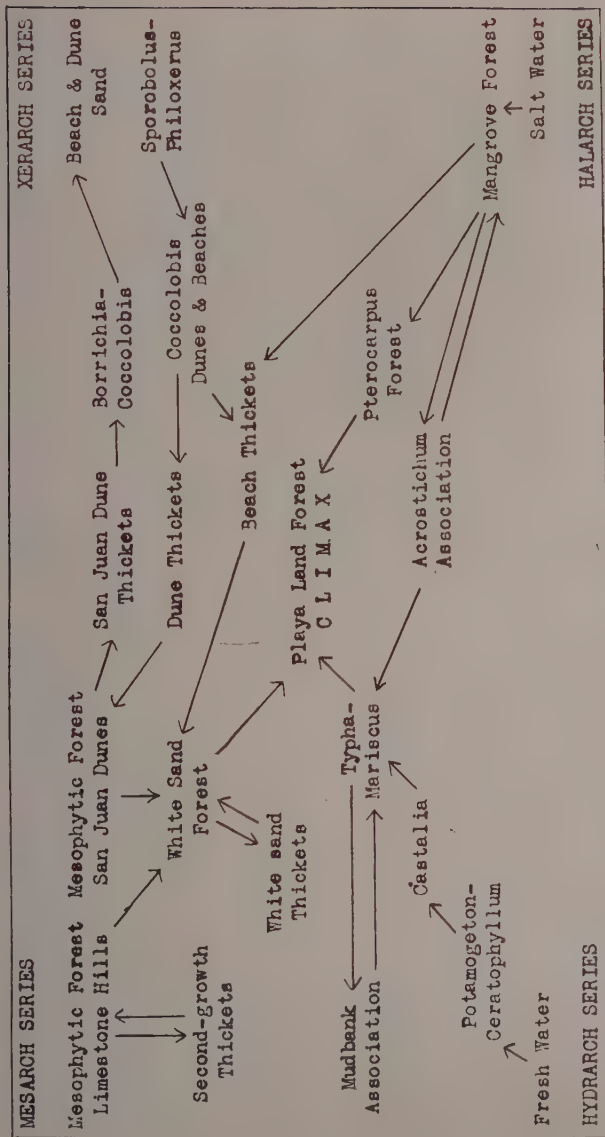 MESARCH SERIES
XERARCH SERIES
Mesophytic Forest
Limestone Hills
Mesophytic Forest
San Juan Dunes
San Juan Dune
Thickets
Borrichia-
Coccolobis
Beach & Dune
Sand
Sporobolus-
Philoxerus
Second-growth
Thickets
White Sand
Forest
Dune Thickets
Coccolobis
Dunes & Beaches
White sand
Thickets
Beach Thickets
Playa Land Forest
CLIMAX
Pterocarpus
Forest
Mudbank
Association
Typha-
Mariscus
Acrostichum
Association
Mangrove Forest
Salt Water
Castalia
Potamogeton-
Ceratophyllum
Fresh Water
HYDRARCH SERIES
HALARCH SERIES